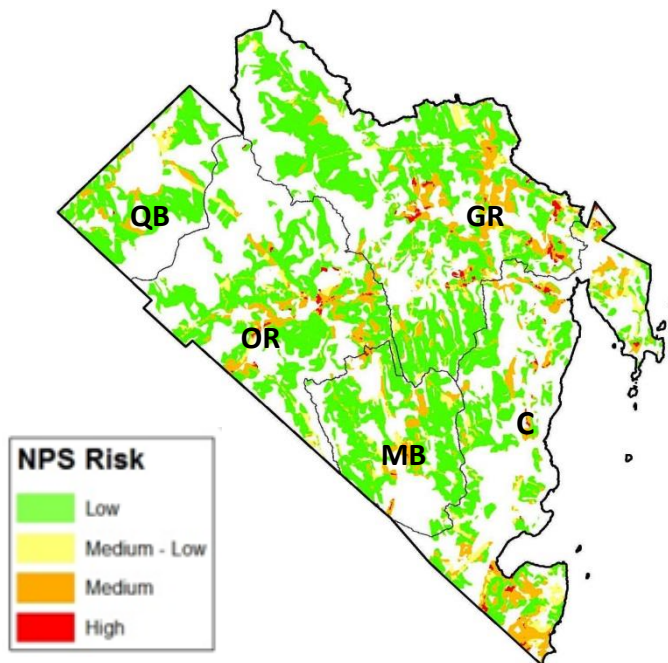 QB
GR
OR
C
MB
NPS Risk
Low
Medium - Low
Medium
High